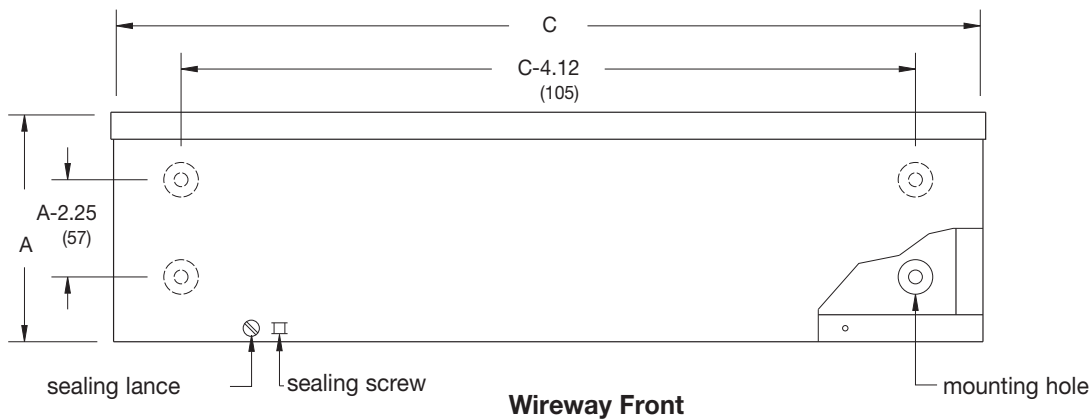 C
C-4.12
(105)
A-2.25
(57)
A
sealing lance
sealing screw
mounting hole
Wireway Front